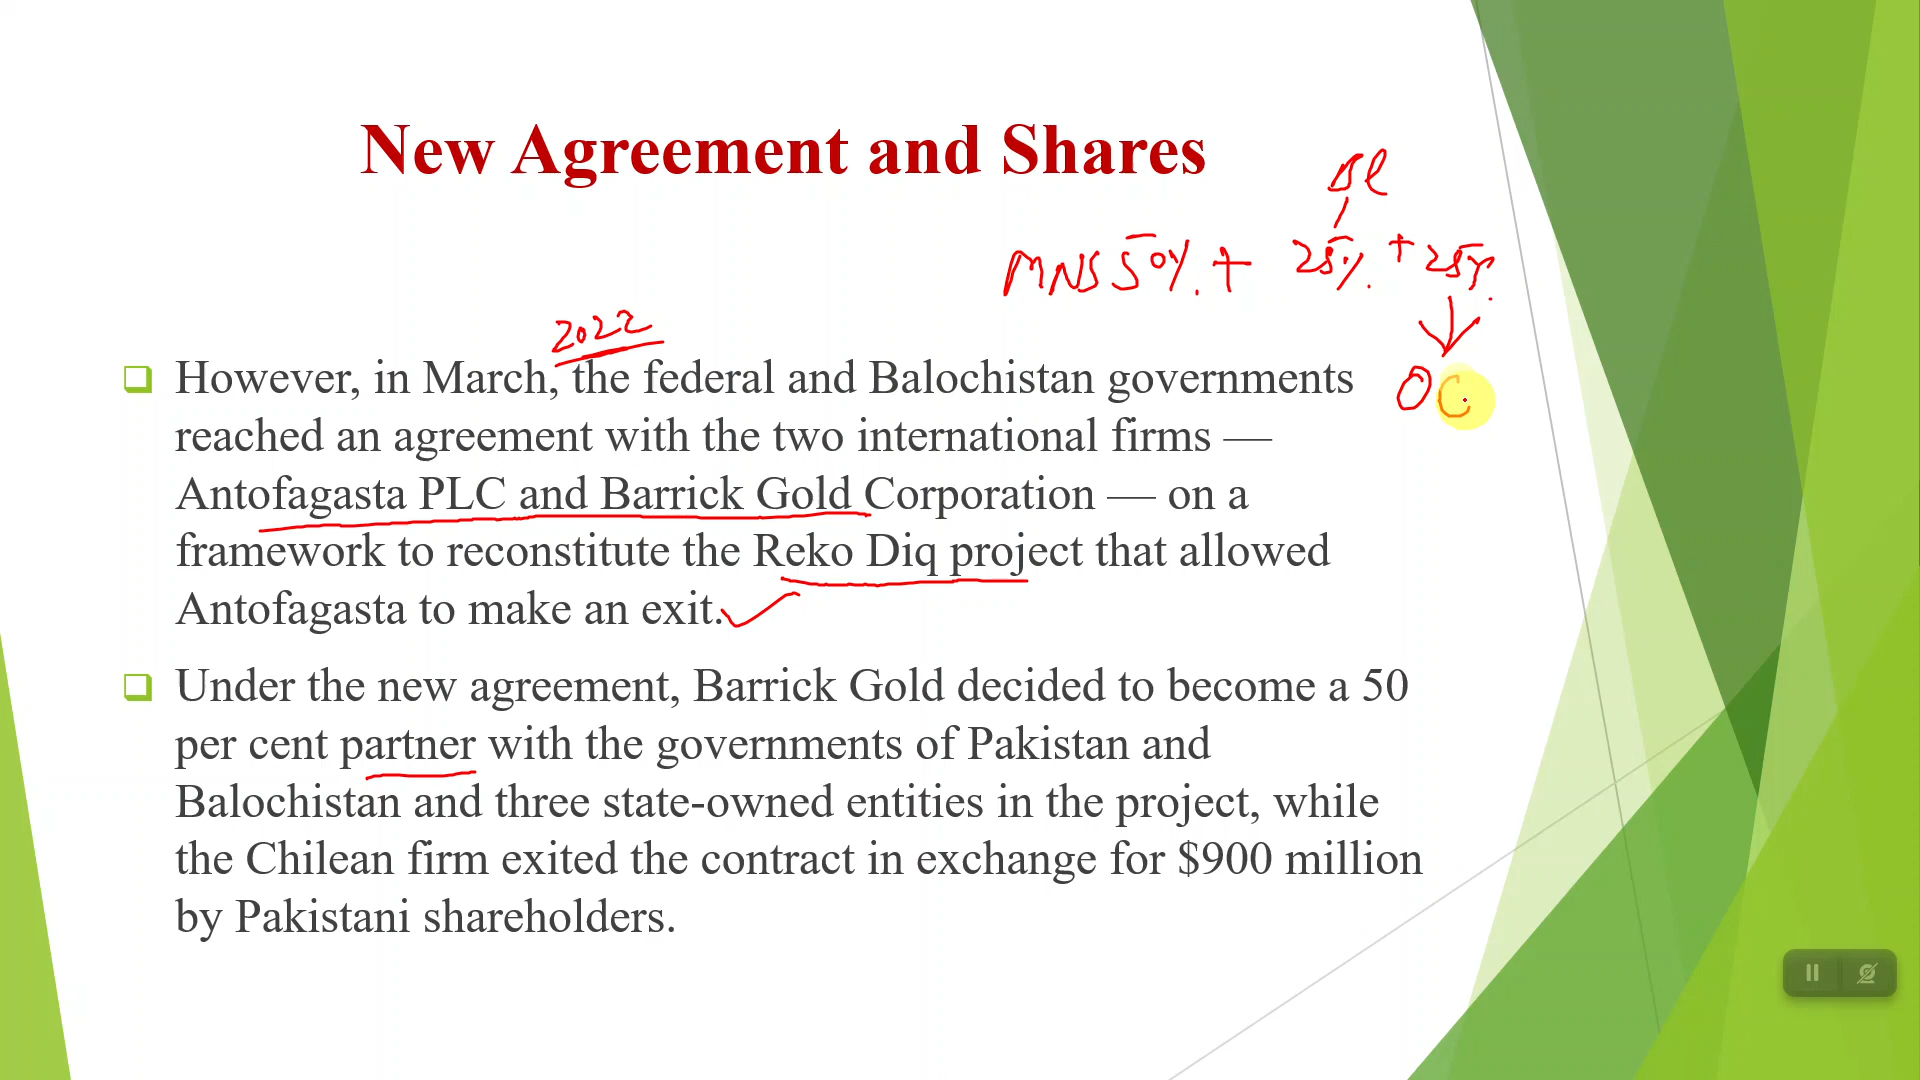 New Agreement and Shares
Bl
MNS 50% + 25% + 25%
OC
2022
However, in March, the federal and Balochistan governments
reached an agreement with the two international firms —
Antofagasta PLC and Barrick Gold Corporation — on a
framework to reconstitute the Reko Diq project that allowed
Antofagasta to make an exit.
Under the new agreement, Barrick Gold decided to become a 50
per cent partner with the governments of Pakistan and
Balochistan and three state-owned entities in the project, while
the Chilean firm exited the contract in exchange for $900 million
by Pakistani shareholders.